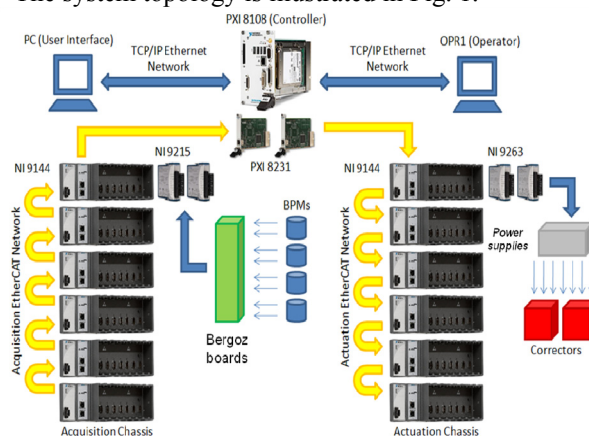 The system topology is illustrated in Fig. 1.
PXI 8108 (Controller)
PC (User Interface)
TCP/IP Ethernet
Network
TCP/IP Ethernet
Network
OPR1 (Operator)
NI 9144
NI 9215
PXI 8231
NI 9144
NI 9263
BPMs
Power
supplies
Acquisition EtherCAT Network
Actuation EtherCAT Network
Bergoz
boards
Correctors
Acquisition Chassis
Actuation Chassis